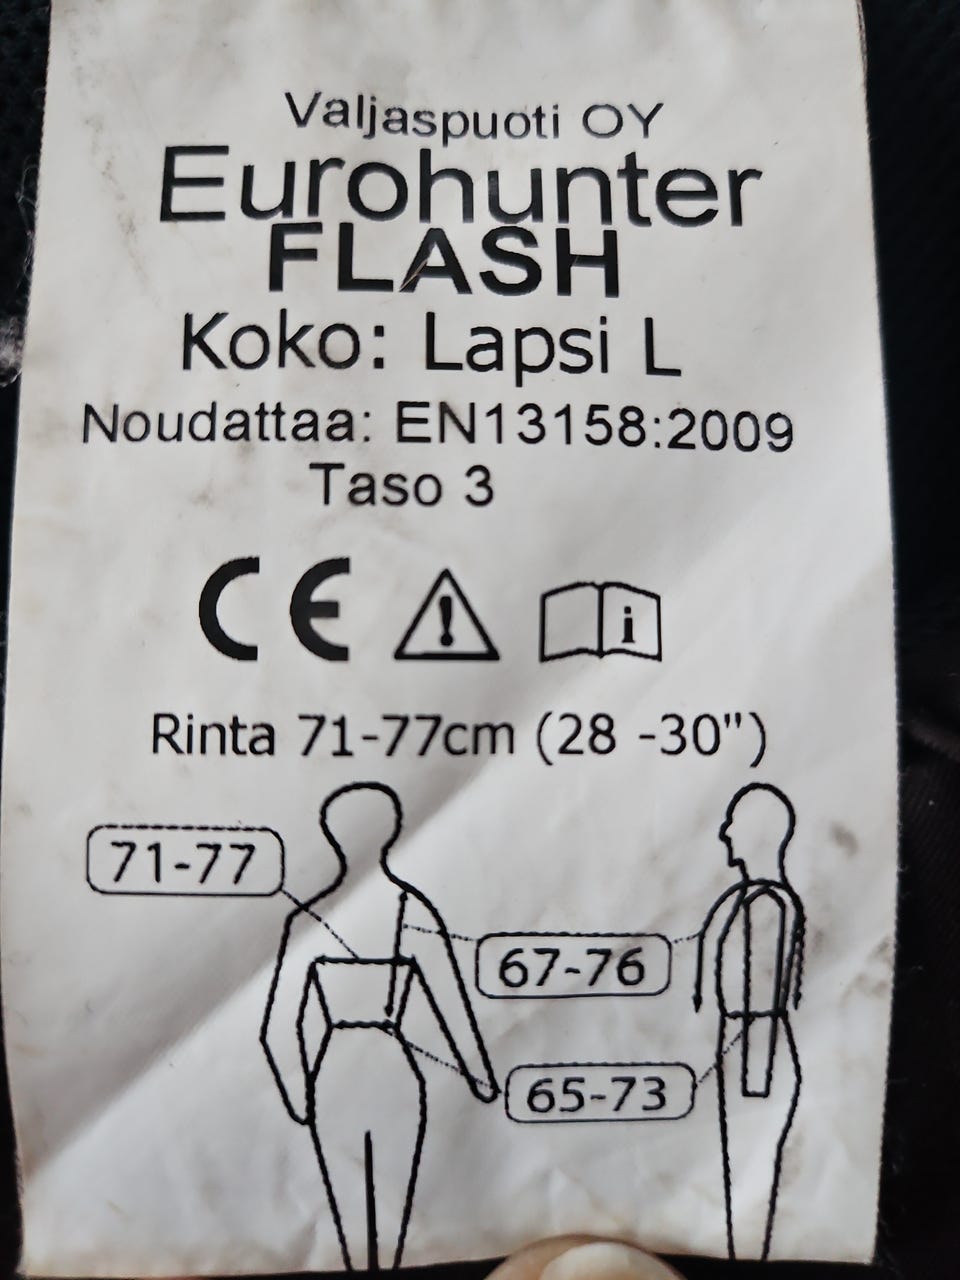 Valjaspuoti OY
Eurohunter
FLASH
Koko: Lapsi L
Noudattaa: EN13158:2009
Taso 3
CE
i
Rinta 71-77cm (28 -30")
71-77
67-76
65-73